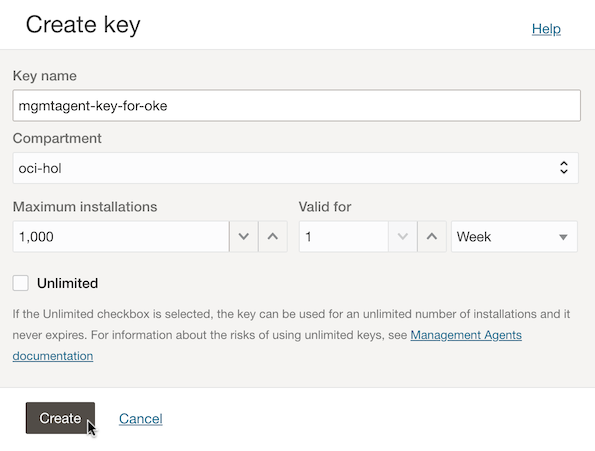 Create key
Help
Key name
mgmtagent-key-for-oke
Compartment
oci-hol
Maximum installations
Valid for
1,000
1
Week
Unlimited
If the Unlimited checkbox is selected, the key can be used for an unlimited number of installations and it
never expires. For information about the risks of using unlimited keys, see Management Agents
documentation
Create
Cancel